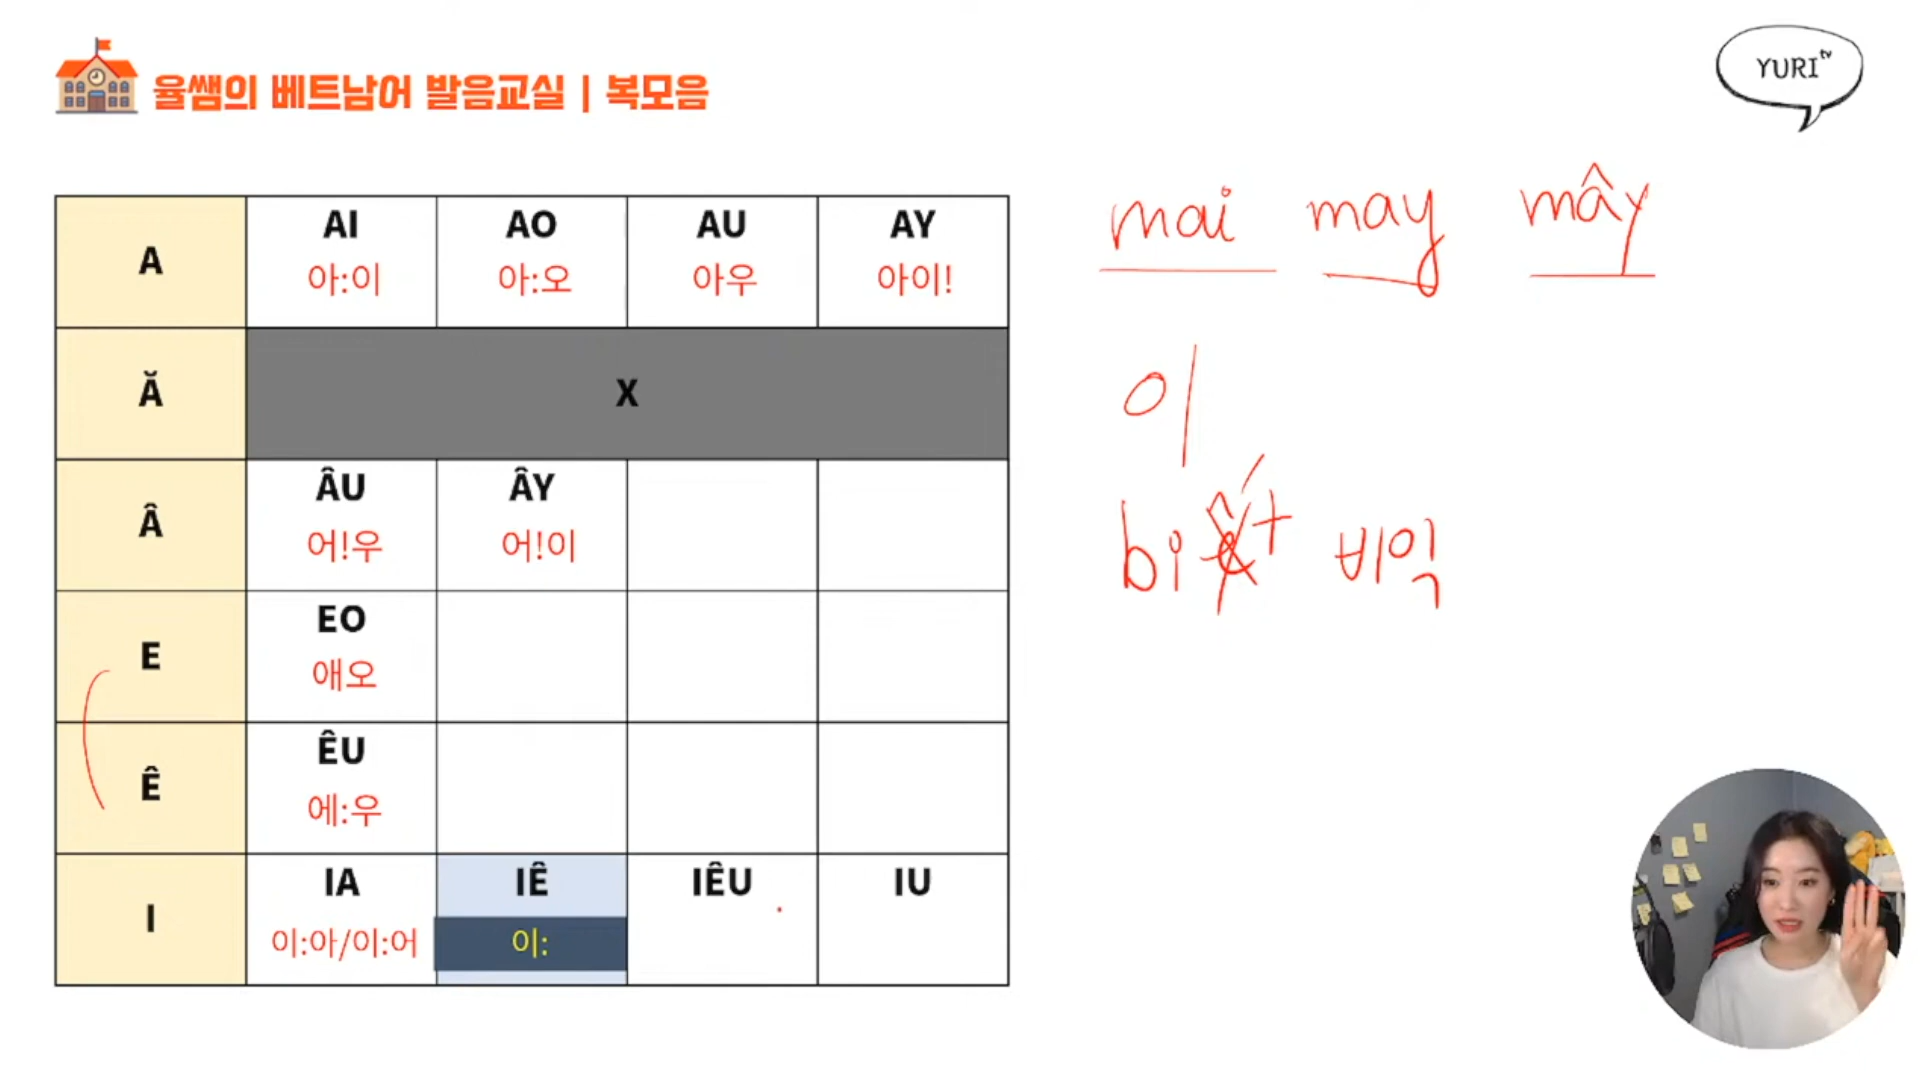 율쌤의 베트남어 발음교실 | 복모음
YURI tv
A AI AO AU AY
아:이 아:오 아우 아이!
Ă X
Â ÂU ÂY
어!우 어!이
E EO
애오
Ê ÊU
에:우
I IA IÊ IÊU IU
이:아/이:어 이:
mai may mây
이
biết 비익